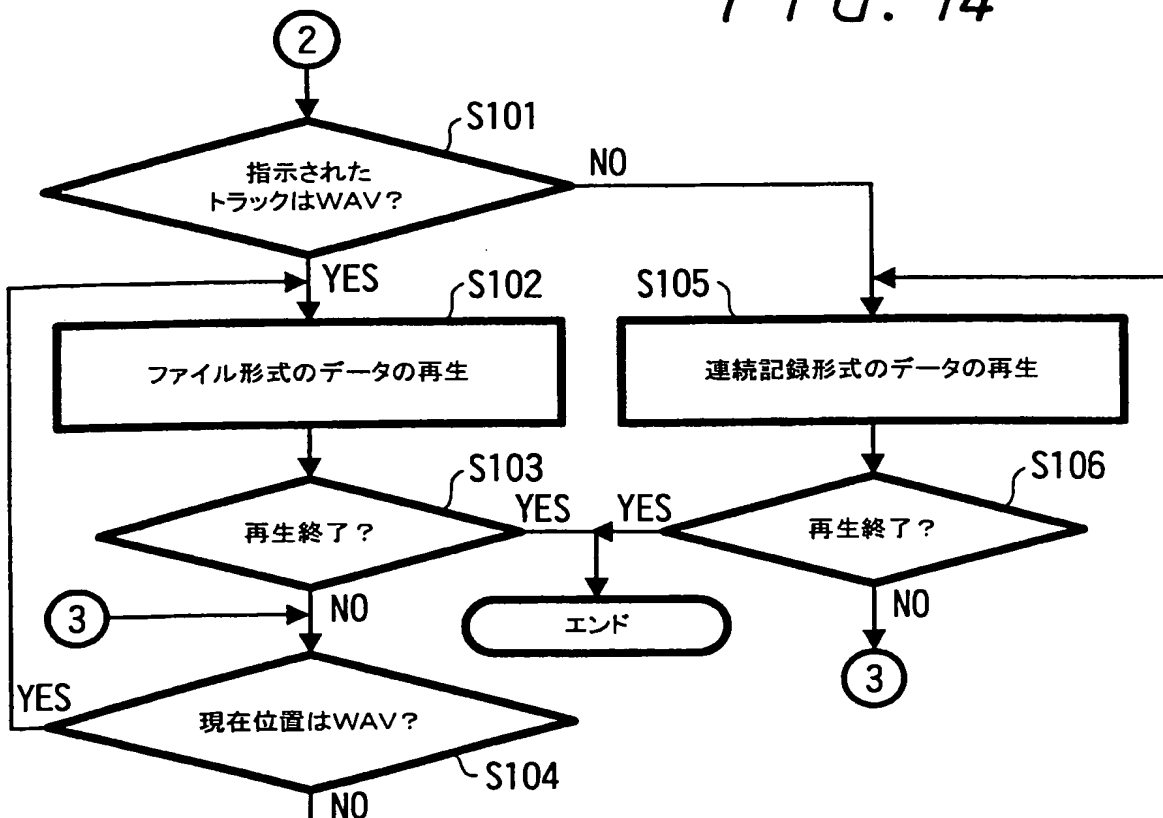 FIG. 14
2
S101
指示された
トラックはWAV?
NO
YES
S102
S105
ファイル形式のデータの再生
連続記録形式のデータの再生
S103
S106
再生終了?
YES
YES
再生終了?
3
NO
エンド
NO
3
YES
現在位置はWAV?
S104
NO